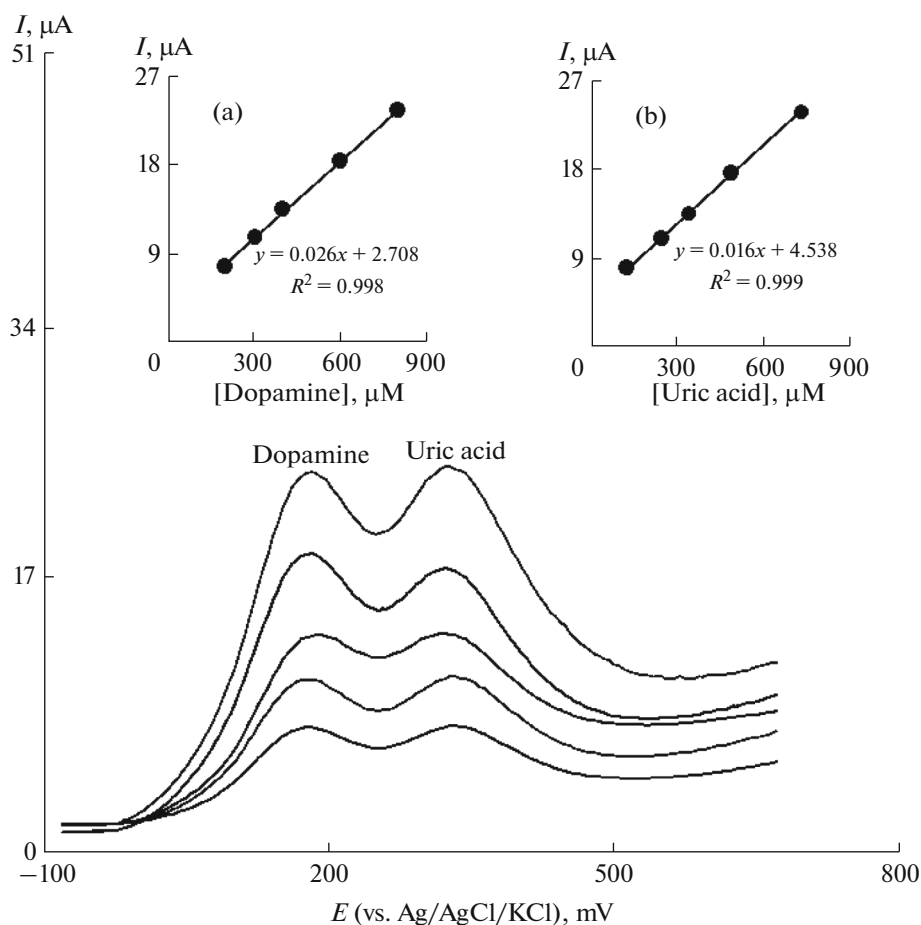 I, μA
51
34
17
0
−100
200
500
800
E (vs. Ag/AgCl/KCl), mV
I, μA
27
18
9
0
300
600
900
[Dopamine], μM
(a)
y = 0.026x + 2.708
R² = 0.998
I, μA
27
18
9
0
300
600
900
[Uric acid], μM
(b)
y = 0.016x + 4.538
R² = 0.999
Dopamine
Uric acid